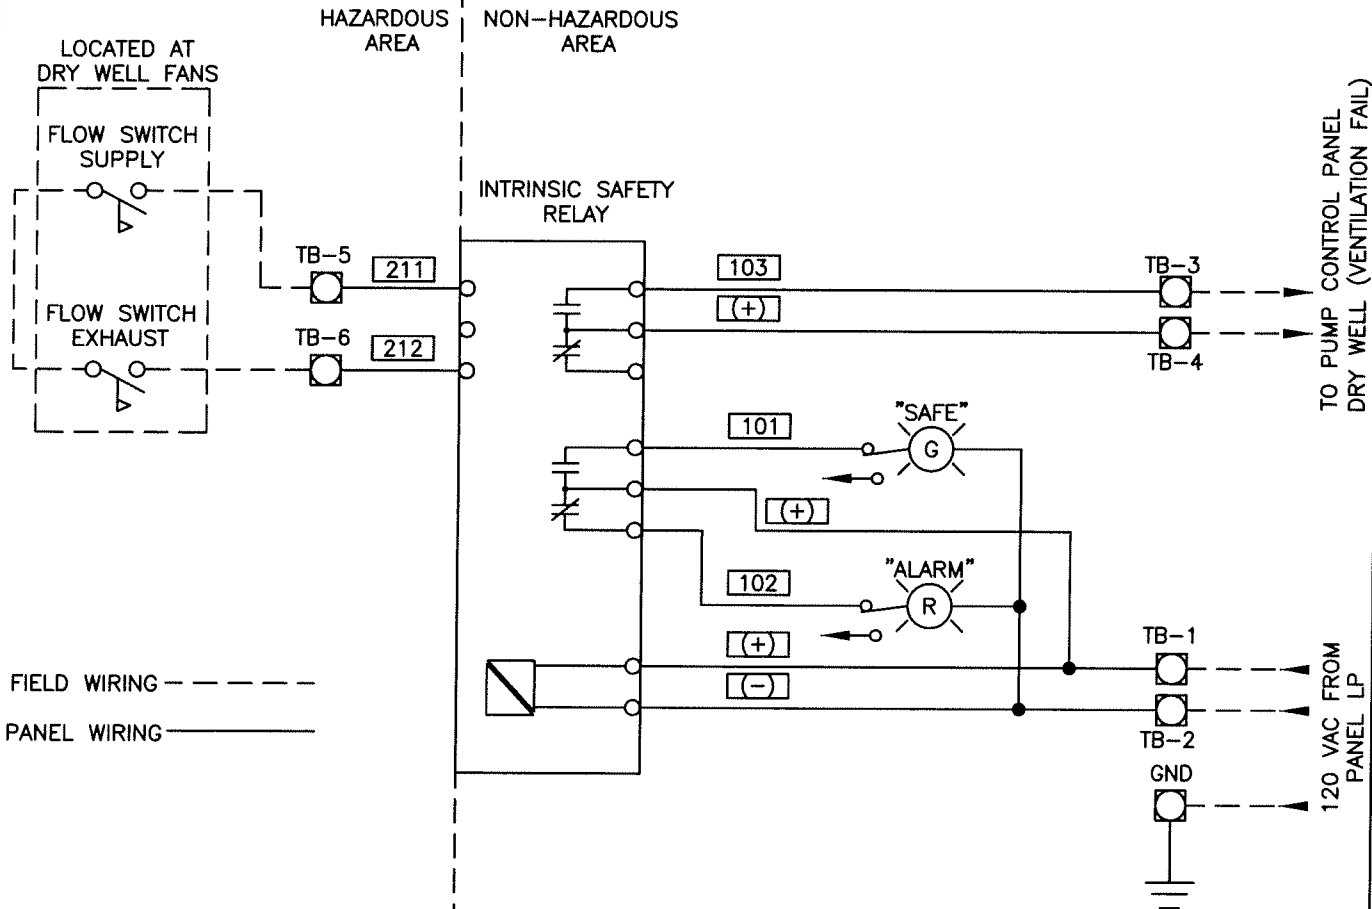 HAZARDOUS
AREA
NON-HAZARDOUS
AREA
LOCATED AT
DRY WELL FANS
FLOW SWITCH
SUPPLY
FLOW SWITCH
EXHAUST
TB-5
211
TB-6
212
INTRINSIC SAFETY
RELAY
103
(+)
TB-3
TB-4
TO PUMP CONTROL PANEL
DRY WELL (VENTILATION FAIL)
101
"SAFE"
G
(+)
102
"ALARM"
R
(+)
(-)
TB-1
TB-2
GND
120 VAC FROM
PANEL LP
FIELD WIRING
PANEL WIRING